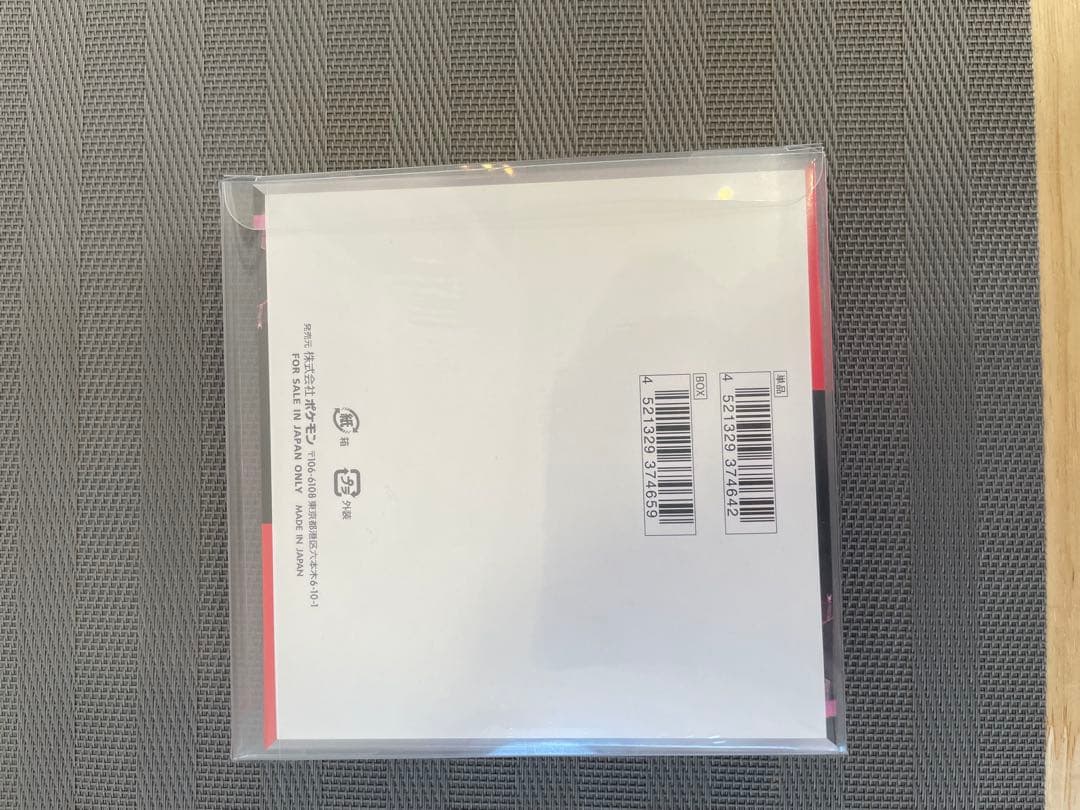 単品
4 521329 374642
BOX
4 521329 374659
紙 箱
プラ 外装
発売元 株式会社ポケモン 〒106-6108 東京都港区六本木6-10-1
FOR SALE IN JAPAN ONLY MADE IN JAPAN